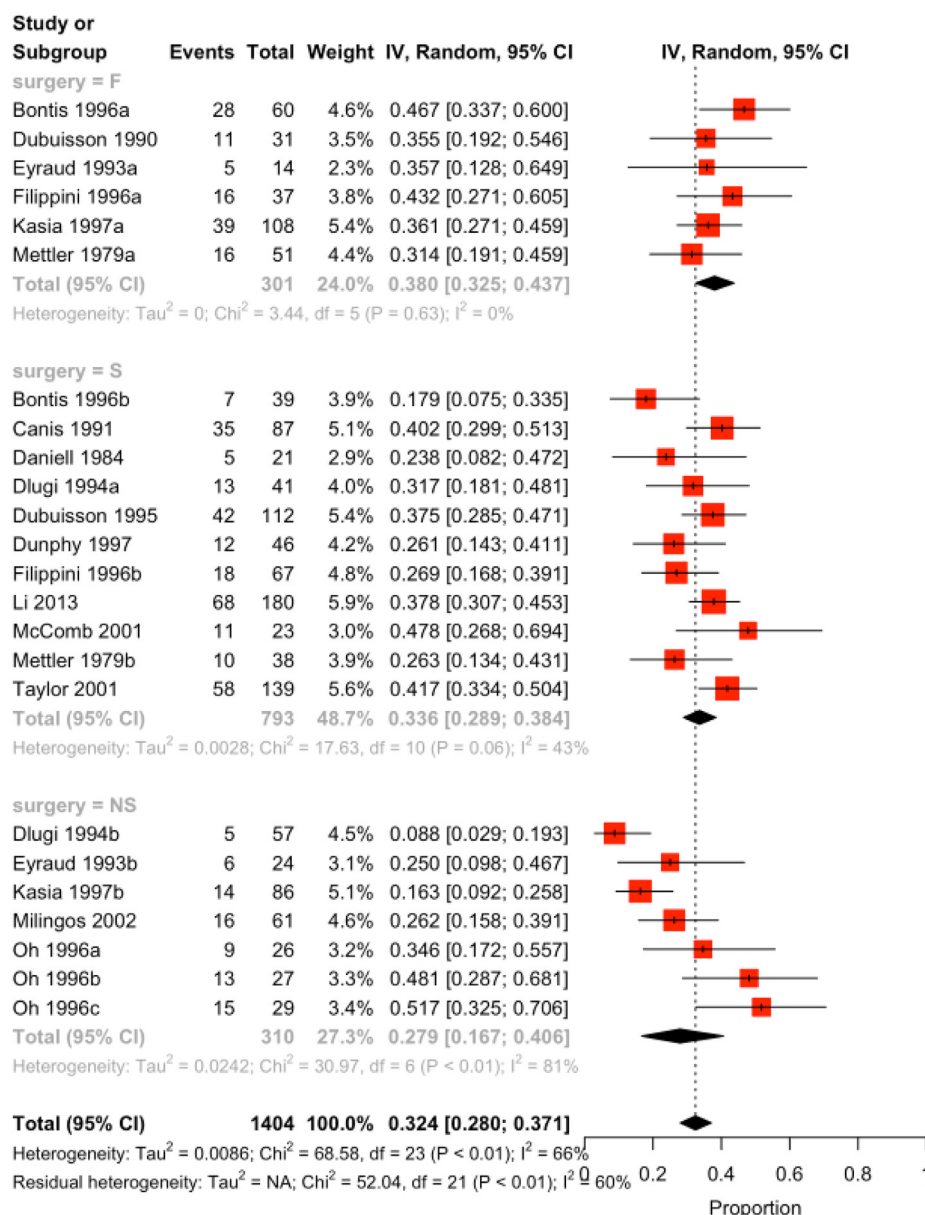 Study or
Subgroup Events Total Weight IV, Random, 95% CI IV, Random, 95% CI
surgery = F
Bontis 1996a 28 60 4.6% 0.467 [0.337; 0.600]
Dubuisson 1990 11 31 3.5% 0.355 [0.192; 0.546]
Eyraud 1993a 5 14 2.3% 0.357 [0.128; 0.649]
Filippini 1996a 16 37 3.8% 0.432 [0.271; 0.605]
Kasia 1997a 39 108 5.4% 0.361 [0.271; 0.459]
Mettler 1979a 16 51 4.4% 0.314 [0.191; 0.459]
Total (95% CI) 301 24.0% 0.380 [0.325; 0.437]
Heterogeneity: Tau² = 0; Chi² = 3.44, df = 5 (P = 0.63); I² = 0%
surgery = S
Bontis 1996b 7 39 3.9% 0.179 [0.075; 0.335]
Canis 1991 35 87 5.1% 0.402 [0.299; 0.513]
Daniell 1984 5 21 2.9% 0.238 [0.082; 0.472]
Dlugi 1994a 13 41 4.0% 0.317 [0.181; 0.481]
Dubuisson 1995 42 112 5.4% 0.375 [0.285; 0.471]
Dunphy 1997 12 46 4.2% 0.261 [0.143; 0.411]
Filippini 1996b 18 67 4.8% 0.269 [0.168; 0.391]
Li 2013 68 180 5.9% 0.378 [0.307; 0.453]
McComb 2001 11 23 3.0% 0.478 [0.268; 0.694]
Mettler 1979b 10 38 3.9% 0.263 [0.134; 0.431]
Taylor 2001 58 139 5.6% 0.417 [0.334; 0.504]
Total (95% CI) 793 48.7% 0.336 [0.289; 0.384]
Heterogeneity: Tau² = 0.0028; Chi² = 17.63, df = 10 (P = 0.06); I² = 43%
surgery = NS
Dlugi 1994b 5 57 4.5% 0.088 [0.029; 0.193]
Eyraud 1993b 6 24 3.1% 0.250 [0.098; 0.467]
Kasia 1997b 14 86 5.1% 0.163 [0.092; 0.258]
Milingos 2002 16 61 4.6% 0.262 [0.158; 0.391]
Oh 1996a 9 26 3.2% 0.346 [0.172; 0.557]
Oh 1996b 13 27 3.3% 0.481 [0.287; 0.681]
Oh 1996c 15 29 3.4% 0.517 [0.325; 0.706]
Total (95% CI) 310 27.3% 0.279 [0.167; 0.406]
Heterogeneity: Tau² = 0.0242; Chi² = 30.97, df = 6 (P < 0.01); I² = 81%
Total (95% CI) 1404 100.0% 0.324 [0.280; 0.371]
Heterogeneity: Tau² = 0.0086; Chi² = 68.58, df = 23 (P < 0.01); I² = 66%
Residual heterogeneity: Tau² = NA; Chi² = 52.04, df = 21 (P < 0.01); I² = 60%
0 0.2 0.4 0.6 0.8 1
Proportion